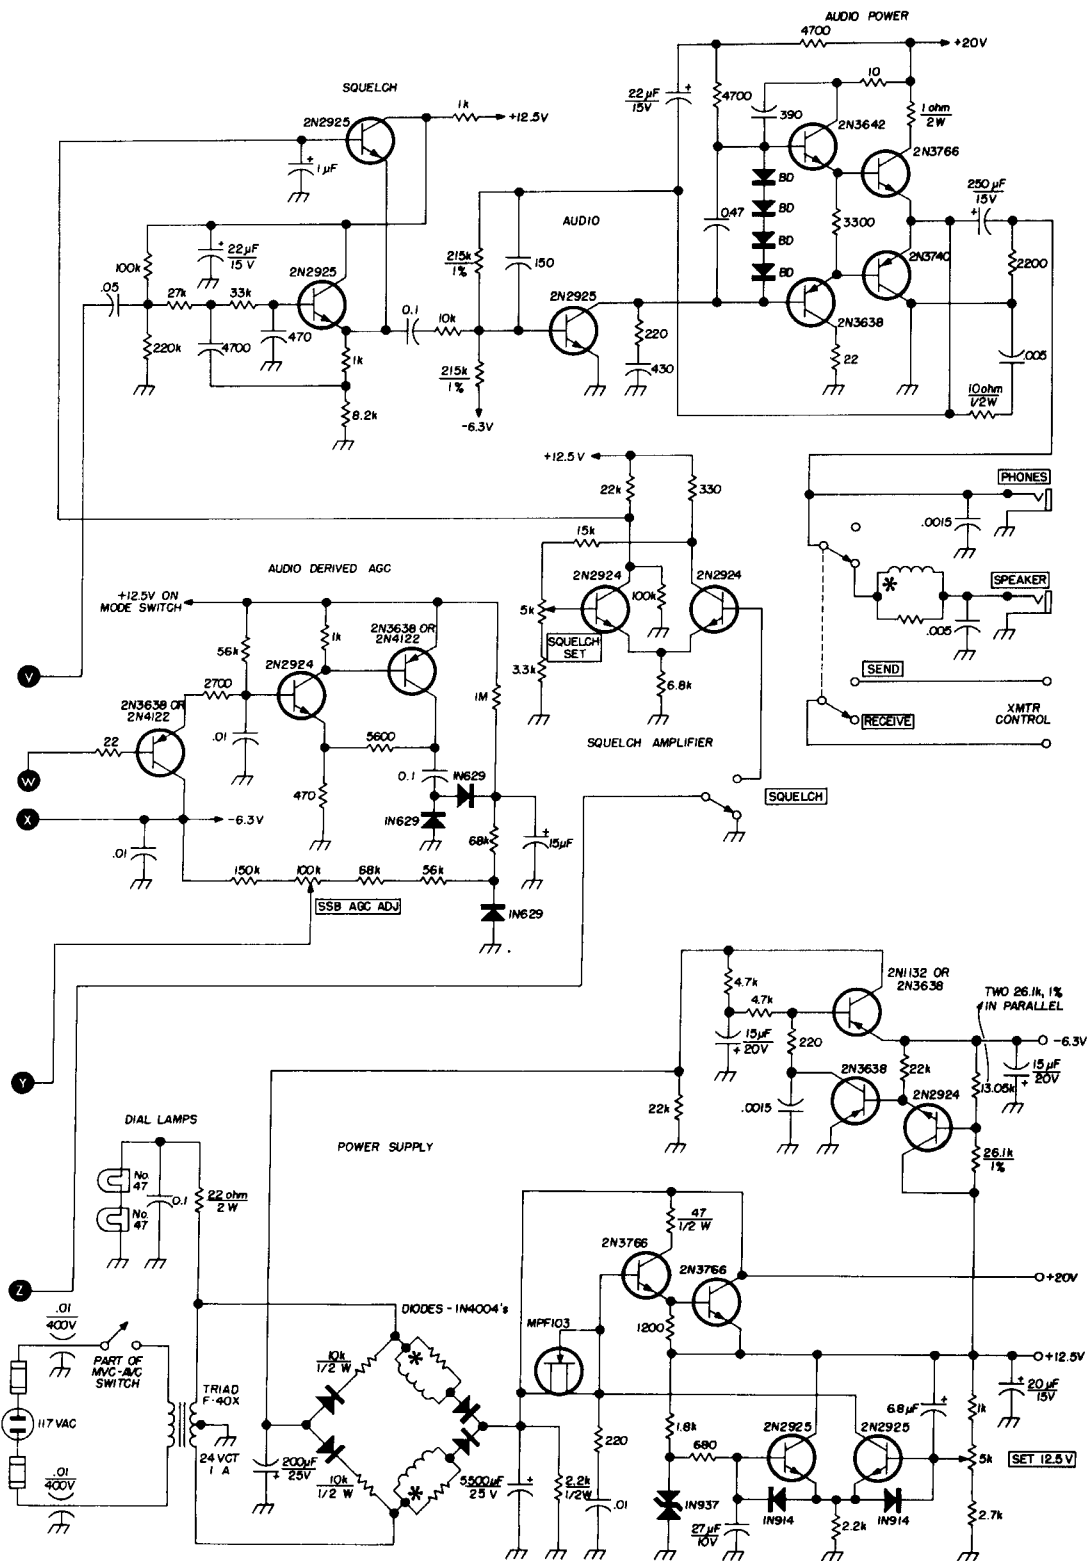 AUDIO POWER
4700
+20V
10
SQUELCH
2N2925
1k
+12.5V
22µF
15V
+
4700
390
2N3642
1 ohm
2W
2N3766
+
1µF
BD
250µF
15V
+
AUDIO
0.47
BD
3300
BD
2N3740
2200
100k
+
22µF
15V
215k
1%
150
BD
.05
27k
33k
2N2925
2N2925
0.1
10k
2N3638
220k
4700
470
1k
215k
1%
220
22
.005
430
10ohm
1/2W
8.2k
-6.3V
+12.5V
22k
330
PHONES
.0015
15k
AUDIO DERIVED AGC
2N2924
2N2924
*
SPEAKER
+12.5V ON
MODE SWITCH
5k
100k
.005
V
56k
1k
2N3638 OR
2N4122
SQUELCH
SET
2N2924
3.3k
6.8k
SEND
2700
1M
2N3638 OR
2N4122
XMTR
CONTROL
RECEIVE
.01
5600
SQUELCH AMPLIFIER
22
W
0.1
1N629
470
SQUELCH
X
-6.3V
1N629
68k
+
15µF
.01
150k
100k
68k
56k
SSB AGC ADJ
1N629
Y
2N1132 OR
2N3638
TWO 26.1k, 1%
IN PARALLEL
4.7k
4.7k
15µF
+ 20V
220
-6.3V
2N3638
22k
13.05k
15µF
+ 20V
2N2924
22k
.0015
DIAL LAMPS
POWER SUPPLY
26.1k
1%
No.
47
0.1
22 ohm
2W
No.
47
47
1/2 W
2N3766
2N3766
Z
+20V
.01
400V
DIODES - 1N4004's
MPF103
1200
PART OF
MVC-AVC
SWITCH
10k
1/2 W
*
+12.5V
TRIAD
F-40X
20µF
15V
+
6.8µF
+
1k
117 VAC
1.8k
2N2925
2N2925
24 VCT
1 A
200µF
25V
+
220
680
5k
SET 12.5V
.01
400V
10k
1/2 W
*
5500µF
25 V
+
2.2k
1/2W
.01
1N937
1N914
1N914
27µF
10V
+
2.2k
2.7k